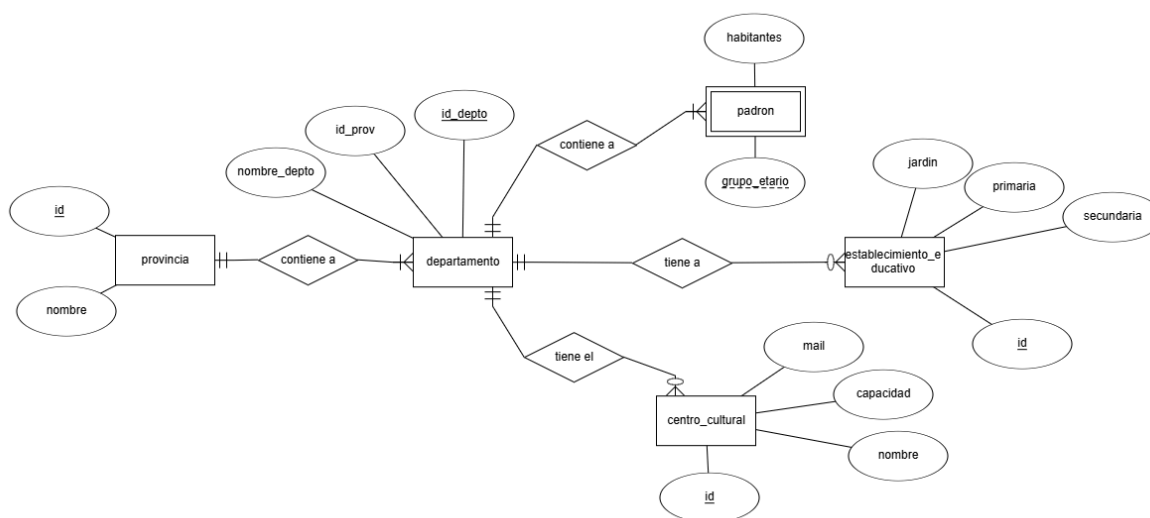 habitantes
id_depto
padron
id_prov
contiene a
nombre_depto
jardin
grupo_etario
primaria
id
secundaria
provincia
contiene a
departamento
tiene a
establecimiento_e
ducativo
nombre
id
mail
tiene el
capacidad
centro_cultural
nombre
id